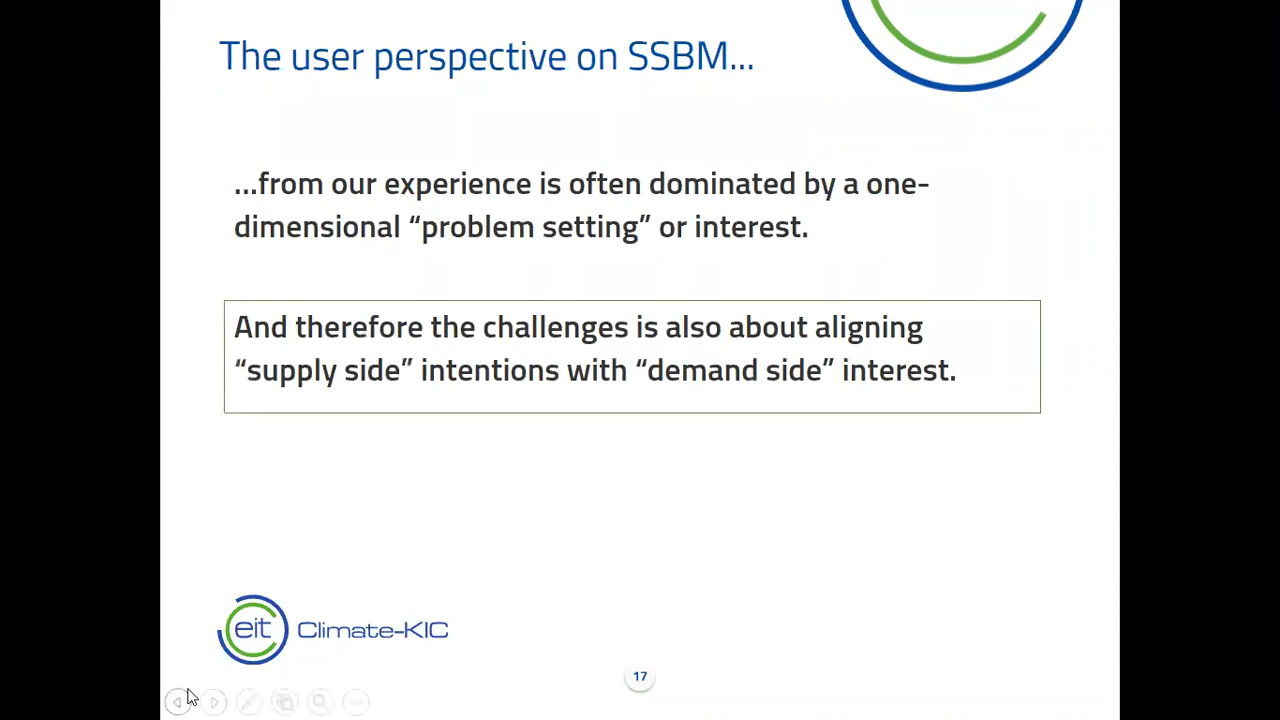 The user perspective on SSBM...
...from our experience is often dominated by a one-
dimensional “problem setting” or interest.
And therefore the challenges is also about aligning
“supply side” intentions with “demand side” interest.
eit Climate-KIC
17